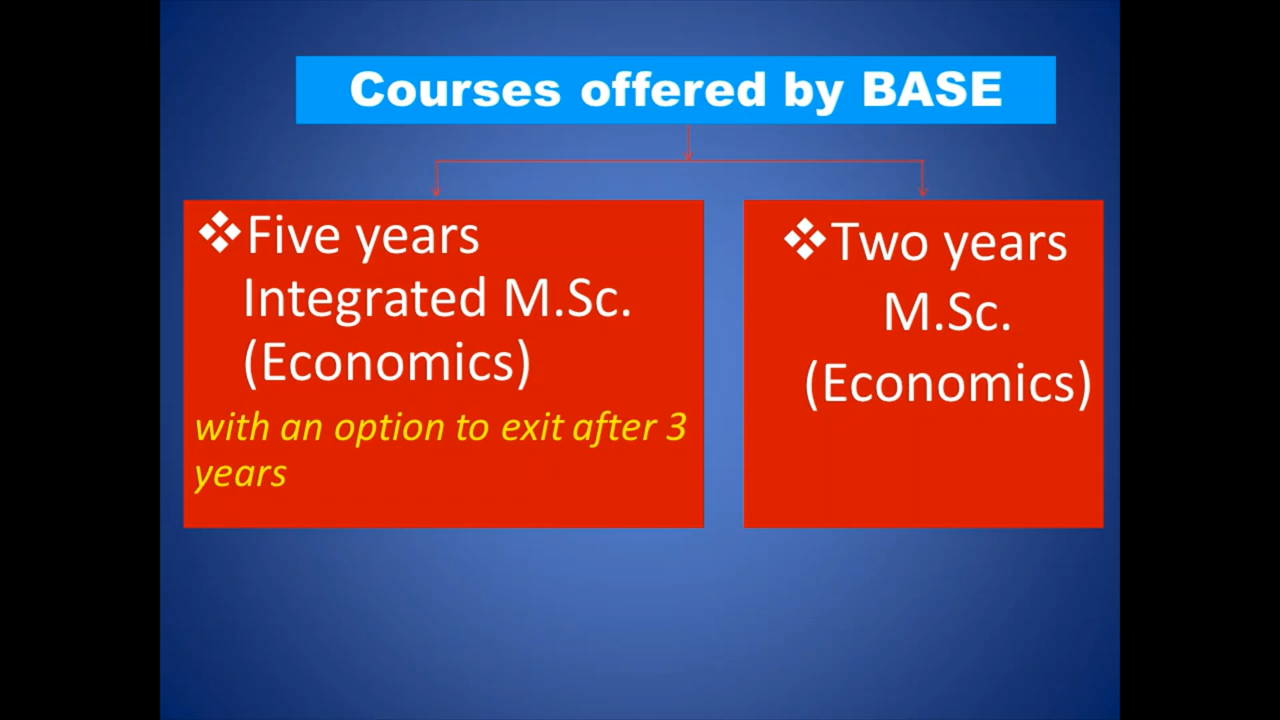 Courses offered by BASE
❖Five years
Integrated M.Sc.
(Economics)
with an option to exit after 3
years
❖Two years
M.Sc.
(Economics)